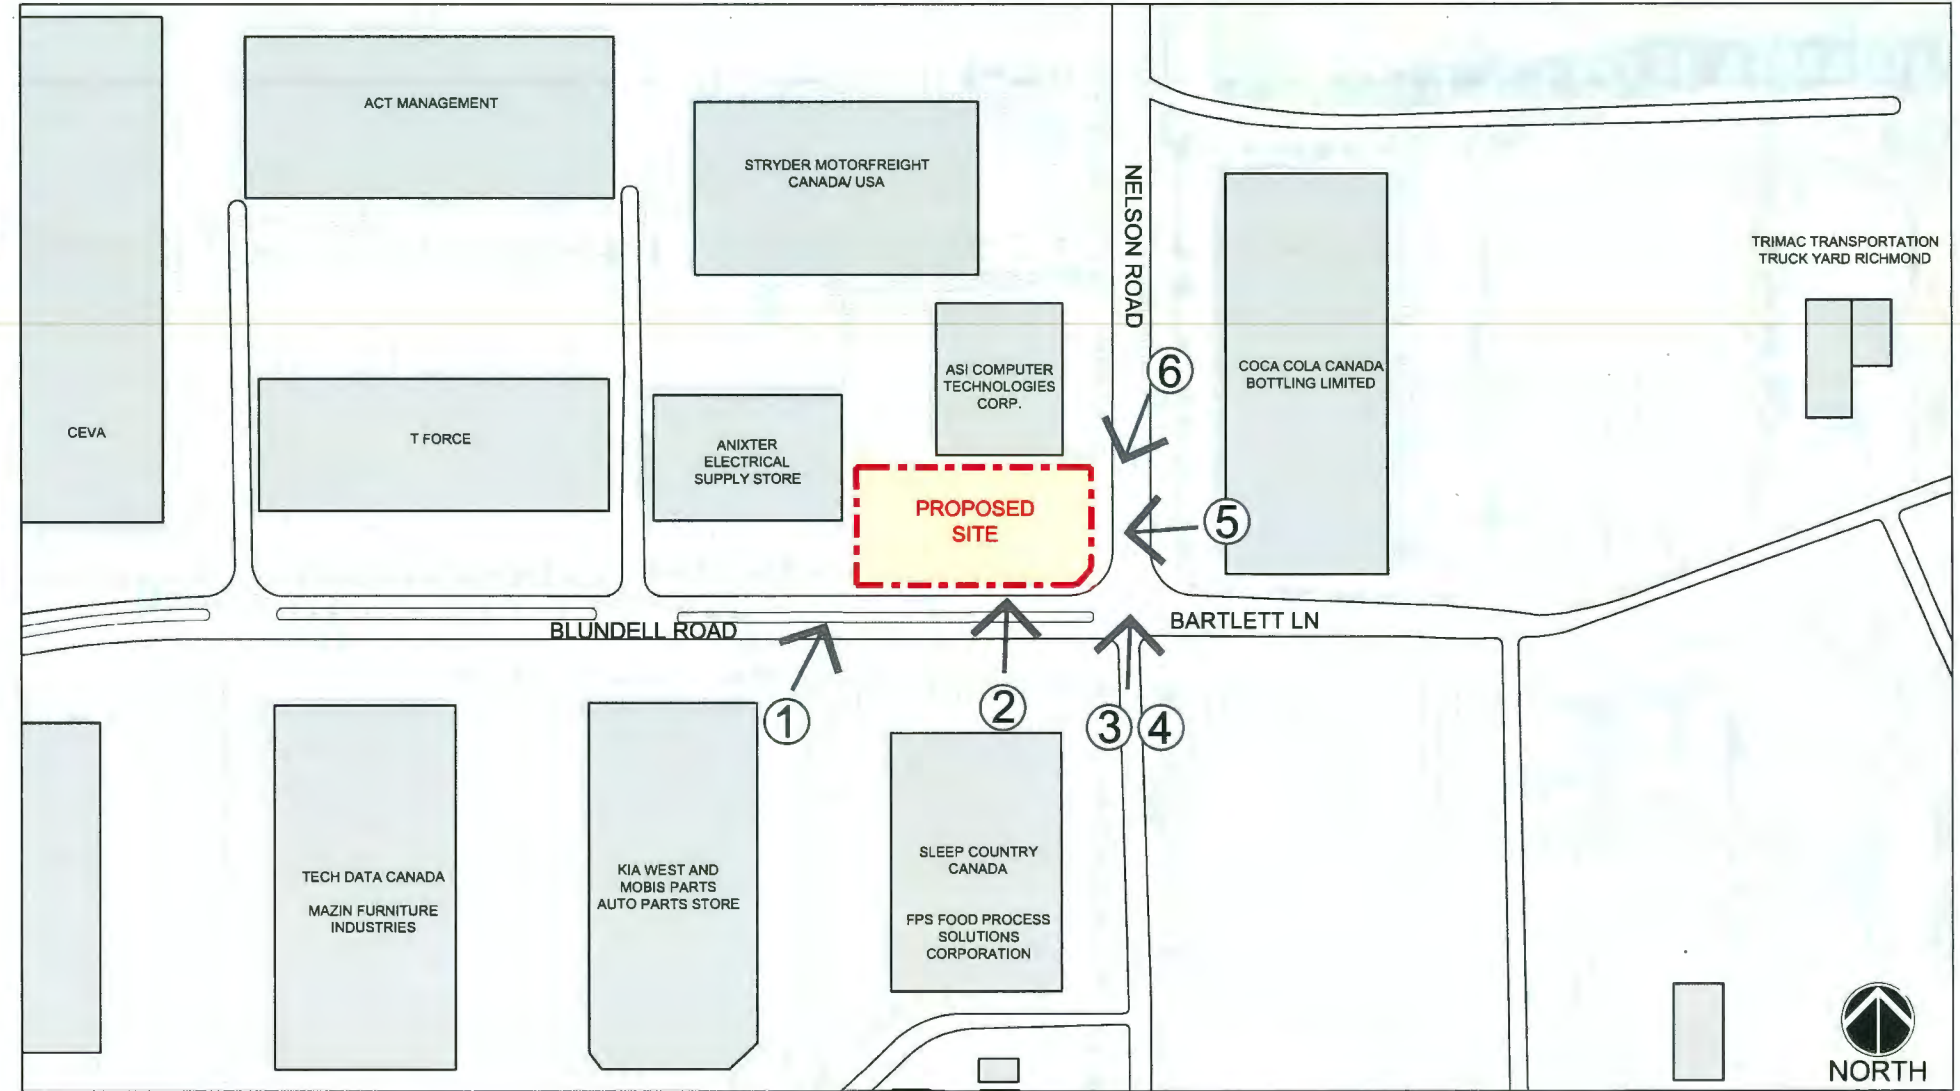 ACT MANAGEMENT
STRYDER MOTORFREIGHT
CANADA/ USA
NELSON ROAD
TRIMAC TRANSPORTATION
TRUCK YARD RICHMOND
ASI COMPUTER
TECHNOLOGIES
CORP.
6
COCA COLA CANADA
BOTTLING LIMITED
CEVA
T FORCE
ANIXTER
ELECTRICAL
SUPPLY STORE
PROPOSED
SITE
5
BLUNDELL ROAD
BARTLETT LN
1
2
3
4
TECH DATA CANADA
MAZIN FURNITURE
INDUSTRIES
KIA WEST AND
MOBIS PARTS
AUTO PARTS STORE
SLEEP COUNTRY
CANADA
FPS FOOD PROCESS
SOLUTIONS
CORPORATION
NORTH